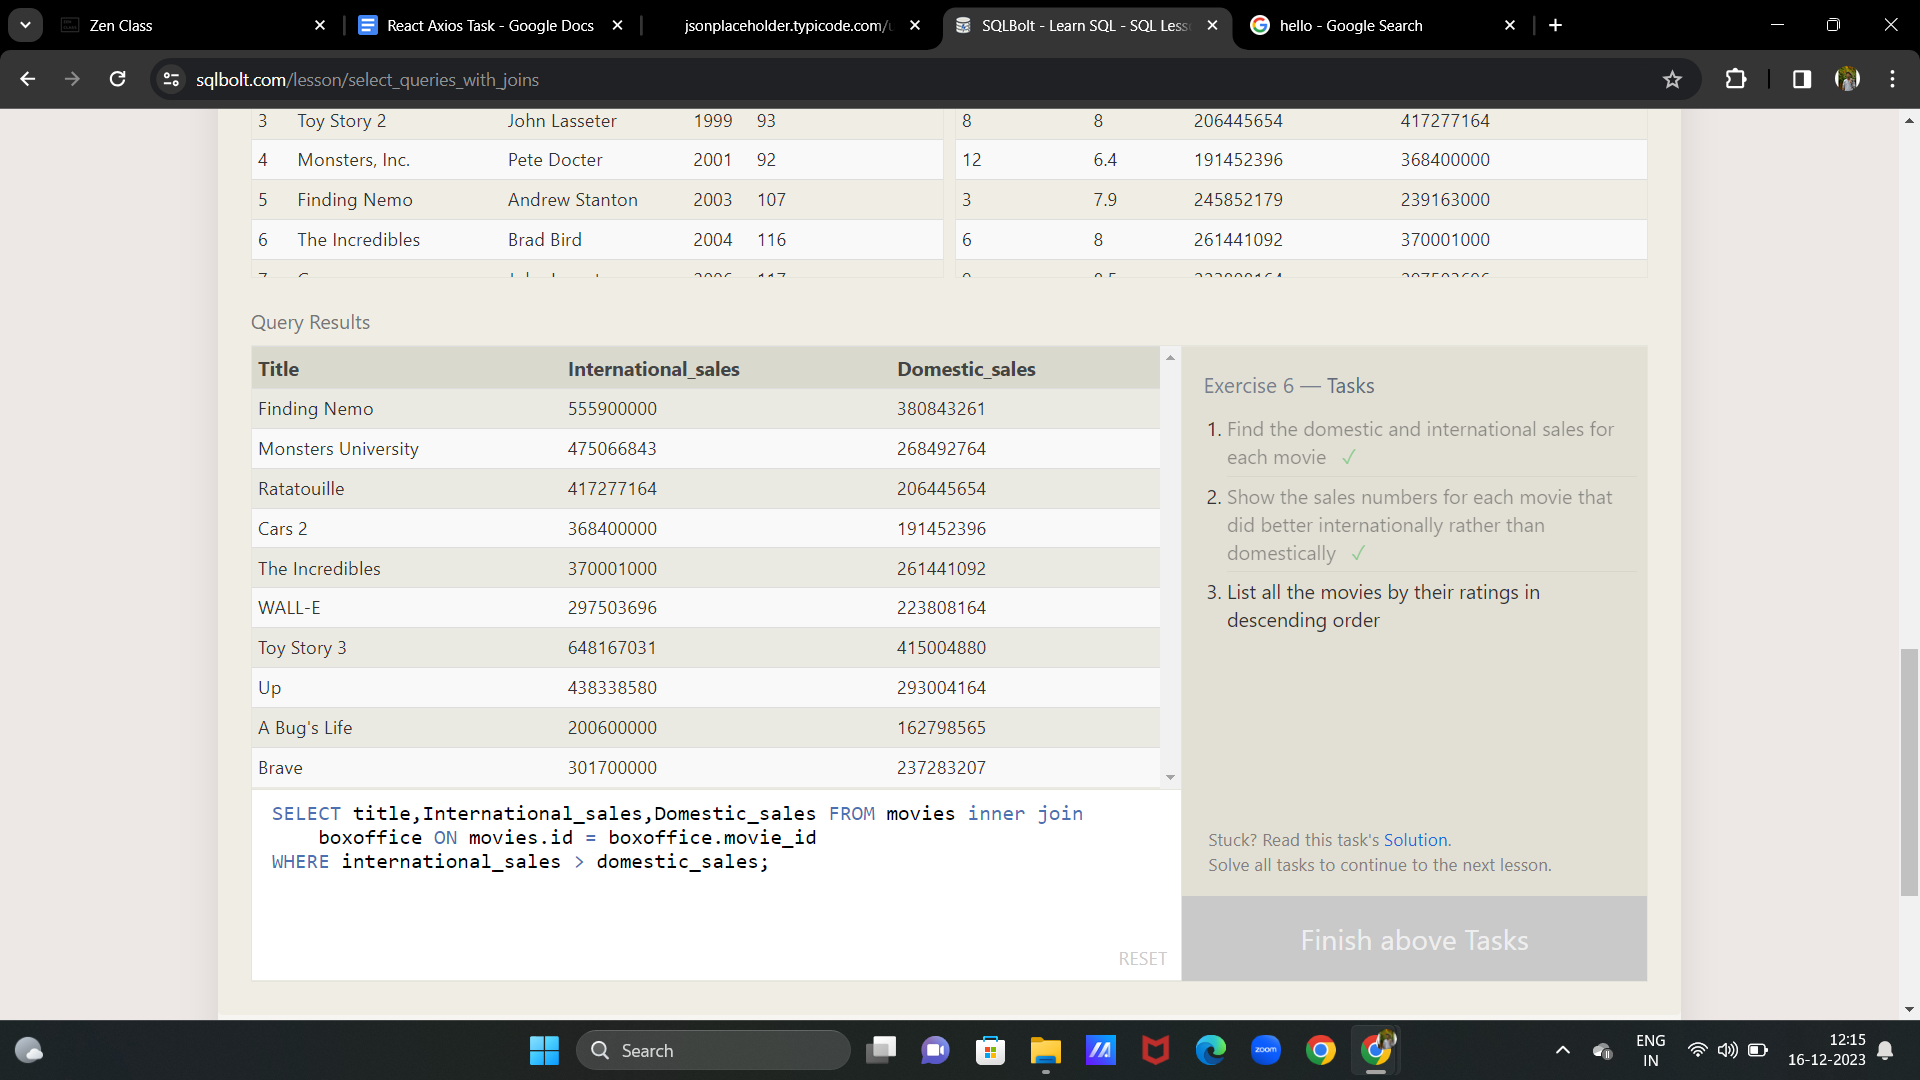 Zen Class
React Axios Task - Google Docs
jsonplaceholder.typicode.com/u
SQLBolt - Learn SQL - SQL Less
hello - Google Search
sqlbolt.com/lesson/select_queries_with_joins
3 Toy Story 2 John Lasseter 1999 93
8 8 206445654 417277164
4 Monsters, Inc. Pete Docter 2001 92
12 6.4 191452396 368400000
5 Finding Nemo Andrew Stanton 2003 107
3 7.9 245852179 239163000
6 The Incredibles Brad Bird 2004 116
6 8 261441092 370001000
Query Results
Title International_sales Domestic_sales
Finding Nemo 555900000 380843261
Monsters University 475066843 268492764
Ratatouille 417277164 206445654
Cars 2 368400000 191452396
The Incredibles 370001000 261441092
WALL-E 297503696 223808164
Toy Story 3 648167031 415004880
Up 438338580 293004164
A Bug's Life 200600000 162798565
Brave 301700000 237283207
SELECT title,International_sales,Domestic_sales FROM movies inner join
boxoffice ON movies.id = boxoffice.movie_id
WHERE international_sales > domestic_sales;
RESET
Exercise 6 — Tasks
1. Find the domestic and international sales for
each movie ✓
2. Show the sales numbers for each movie that
did better internationally rather than
domestically ✓
3. List all the movies by their ratings in
descending order
Stuck? Read this task's Solution.
Solve all tasks to continue to the next lesson.
Finish above Tasks
Search
zoom
ENG
IN
12:15
16-12-2023